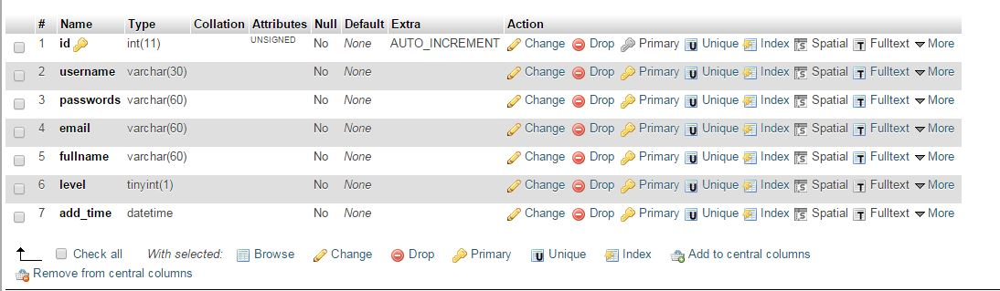 # Name Type Collation Attributes Null Default Extra Action
1 id int(11) UNSIGNED No None AUTO_INCREMENT Change Drop Primary Unique Index Spatial Fulltext More
2 username varchar(30) No None Change Drop Primary Unique Index Spatial Fulltext More
3 passwords varchar(60) No None Change Drop Primary Unique Index Spatial Fulltext More
4 email varchar(60) No None Change Drop Primary Unique Index Spatial Fulltext More
5 fullname varchar(60) No None Change Drop Primary Unique Index Spatial Fulltext More
6 level tinyint(1) No None Change Drop Primary Unique Index Spatial Fulltext More
7 add_time datetime No None Change Drop Primary Unique Index Spatial Fulltext More
Check all With selected: Browse Change Drop Primary Unique Index Add to central columns
Remove from central columns